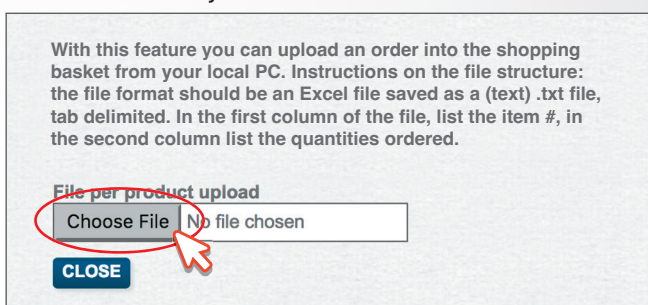 With this feature you can upload an order into the shopping
basket from your local PC. Instructions on the file structure:
the file format should be an Excel file saved as a (text) .txt file,
tab delimited. In the first column of the file, list the item #, in
the second column list the quantities ordered.
File per product upload
Choose File No file chosen
CLOSE